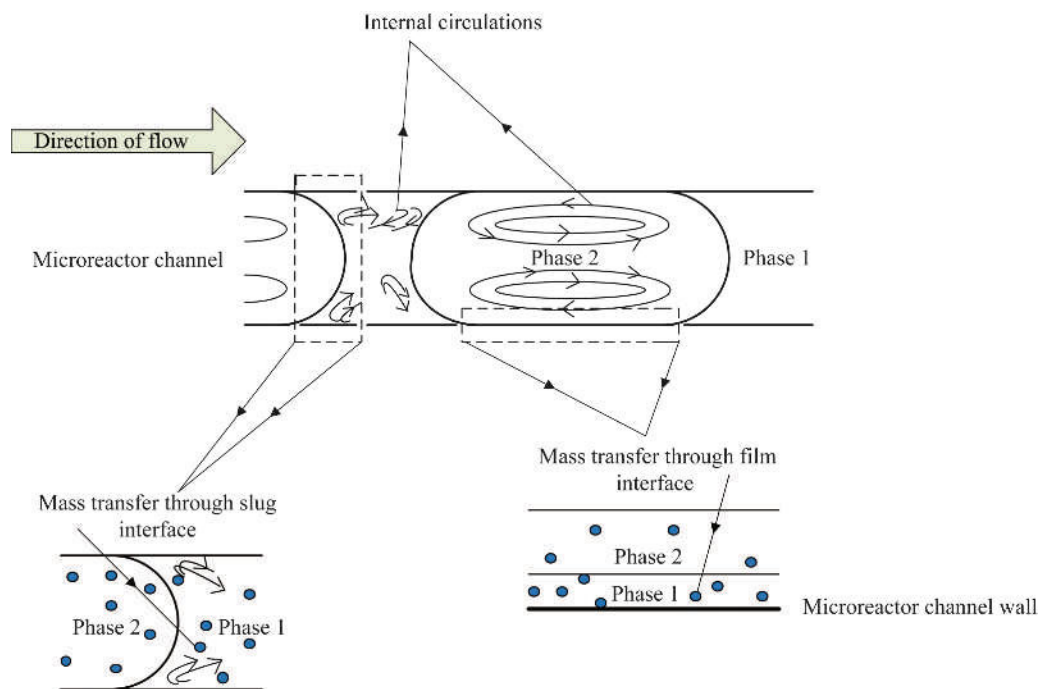 Internal circulations
Direction of flow
Microreactor channel
Phase 2
Phase 1
Mass transfer through slug
interface
Mass transfer through film
interface
Phase 2
Phase 1
Microreactor channel wall
Phase 2
Phase 1